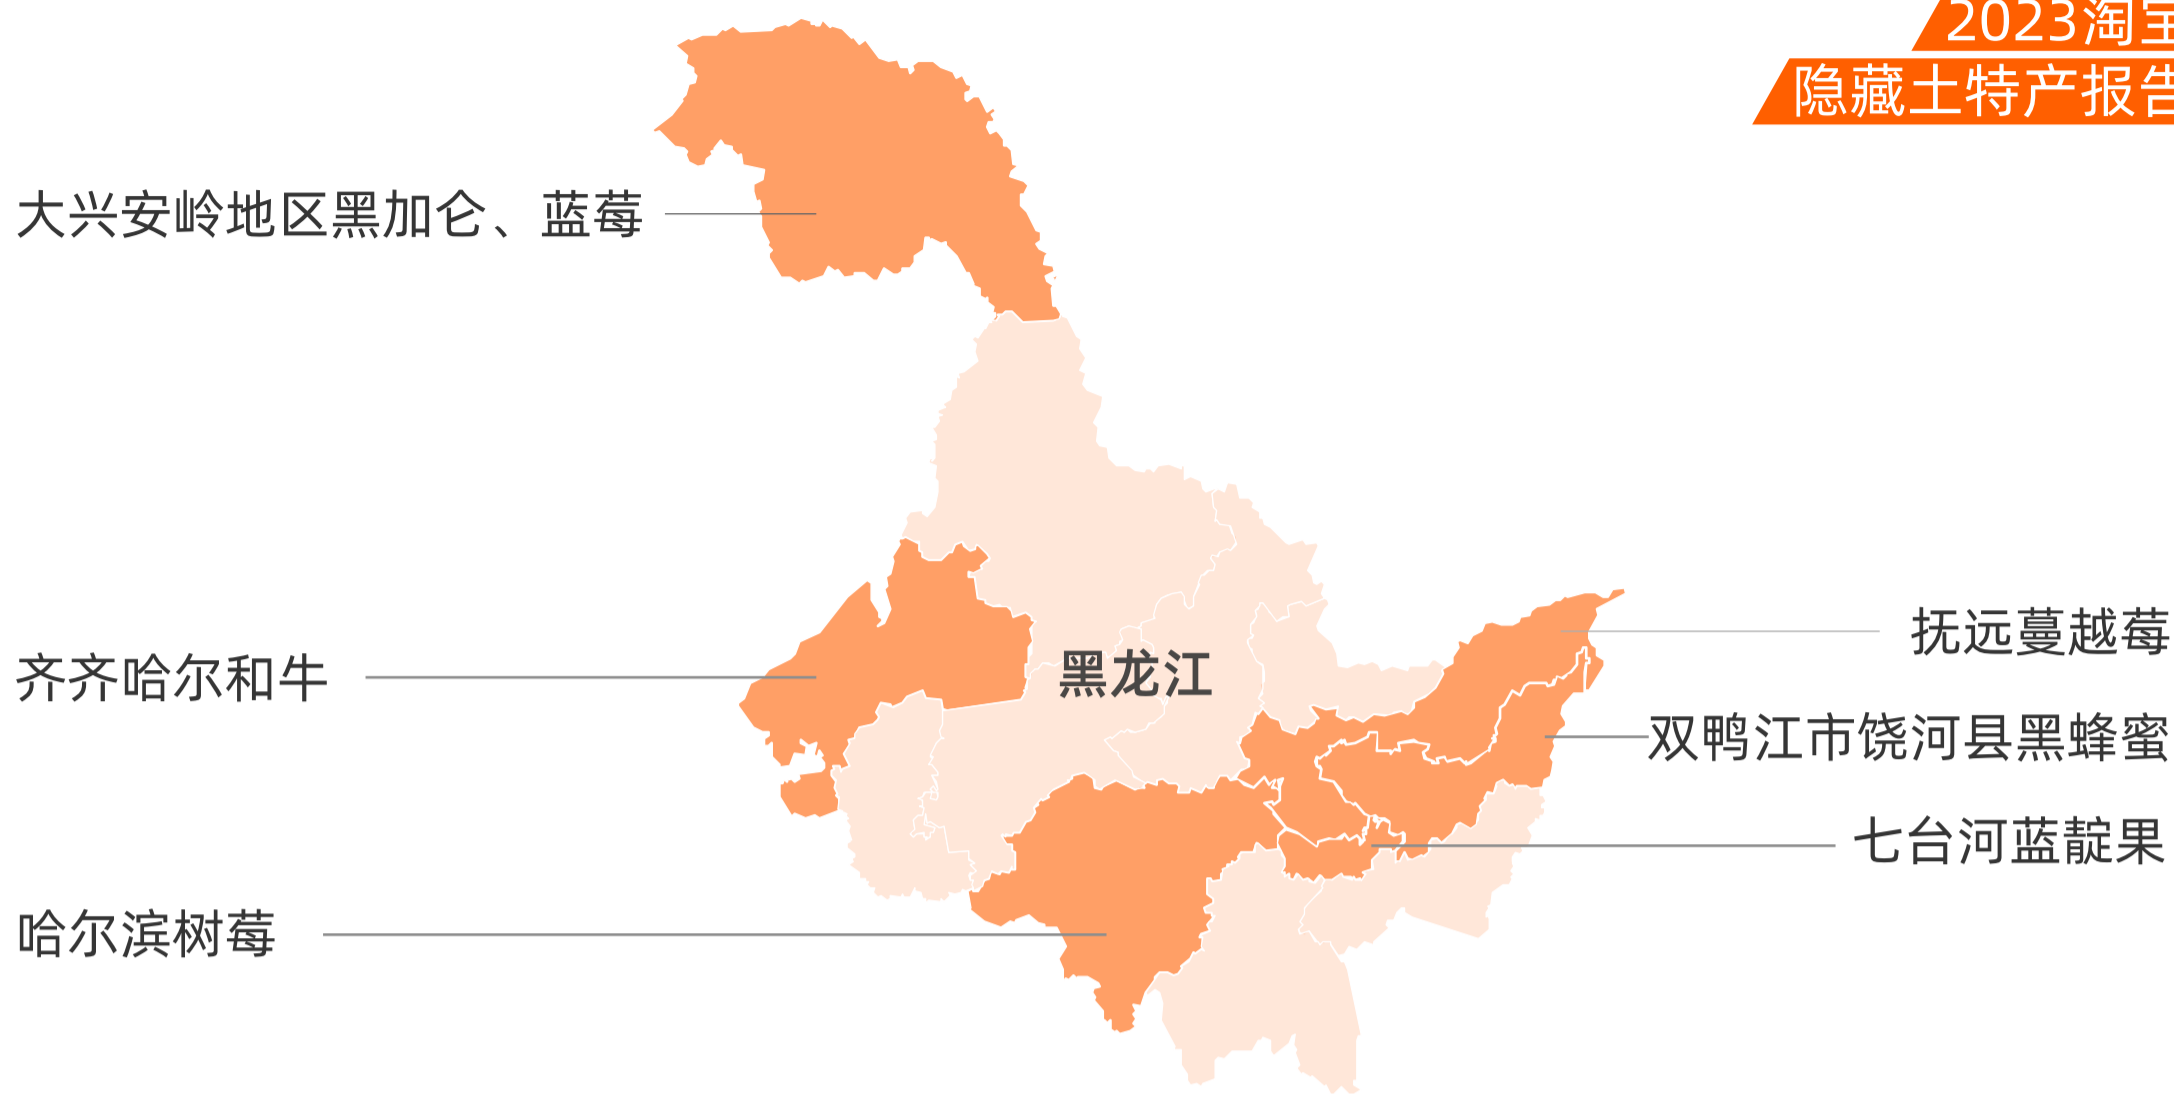 2023淘宝
隐藏土特产报告
大兴安岭地区黑加仑、蓝莓
抚远蔓越莓
齐齐哈尔和牛
黑龙江
双鸭江市饶河县黑蜂蜜
七台河蓝靛果
哈尔滨树莓